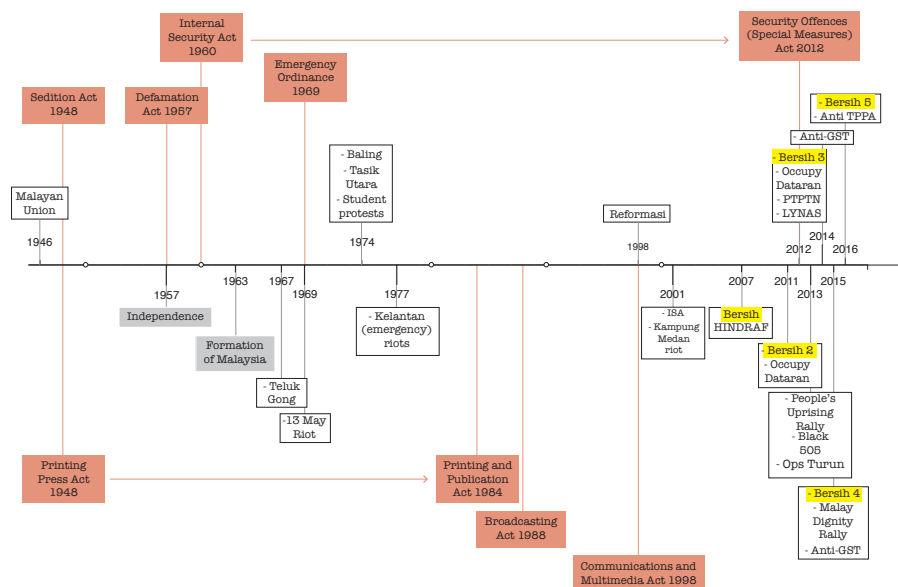 Internal
Security Act
1960
Security Offences
(Special Measures)
Act 2012
Emergency
Ordinance
1969
Sedition Act
1948
Defamation
Act 1957
- Bersih 5
- Anti TPPA
- Anti-GST
- Baling
- Tasik
Utara
- Student
protests
- Bersih 3
- Occupy
Dataran
- PTPTN
- LYNAS
Malayan
Union
Reformasi
1946
1974
1998
2012
2014
2016
1957
1963
1967
1969
1977
2001
2007
2011
2013
2015
Independence
Formation
of Malaysia
- Kelantan
(emergency)
riots
- ISA
- Kampung
Medan
riot
Bersih
HINDRAF
- Bersih 2
- Occupy
Dataran
- Teluk
Gong
-13 May
Riot
- People's
Uprising
Rally
- Black
505
- Ops Turun
Printing
Press Act
1948
Printing and
Publication
Act 1984
- Bersih 4
- Malay
Dignity
Rally
- Anti-GST
Broadcasting
Act 1988
Communications and
Multimedia Act 1998